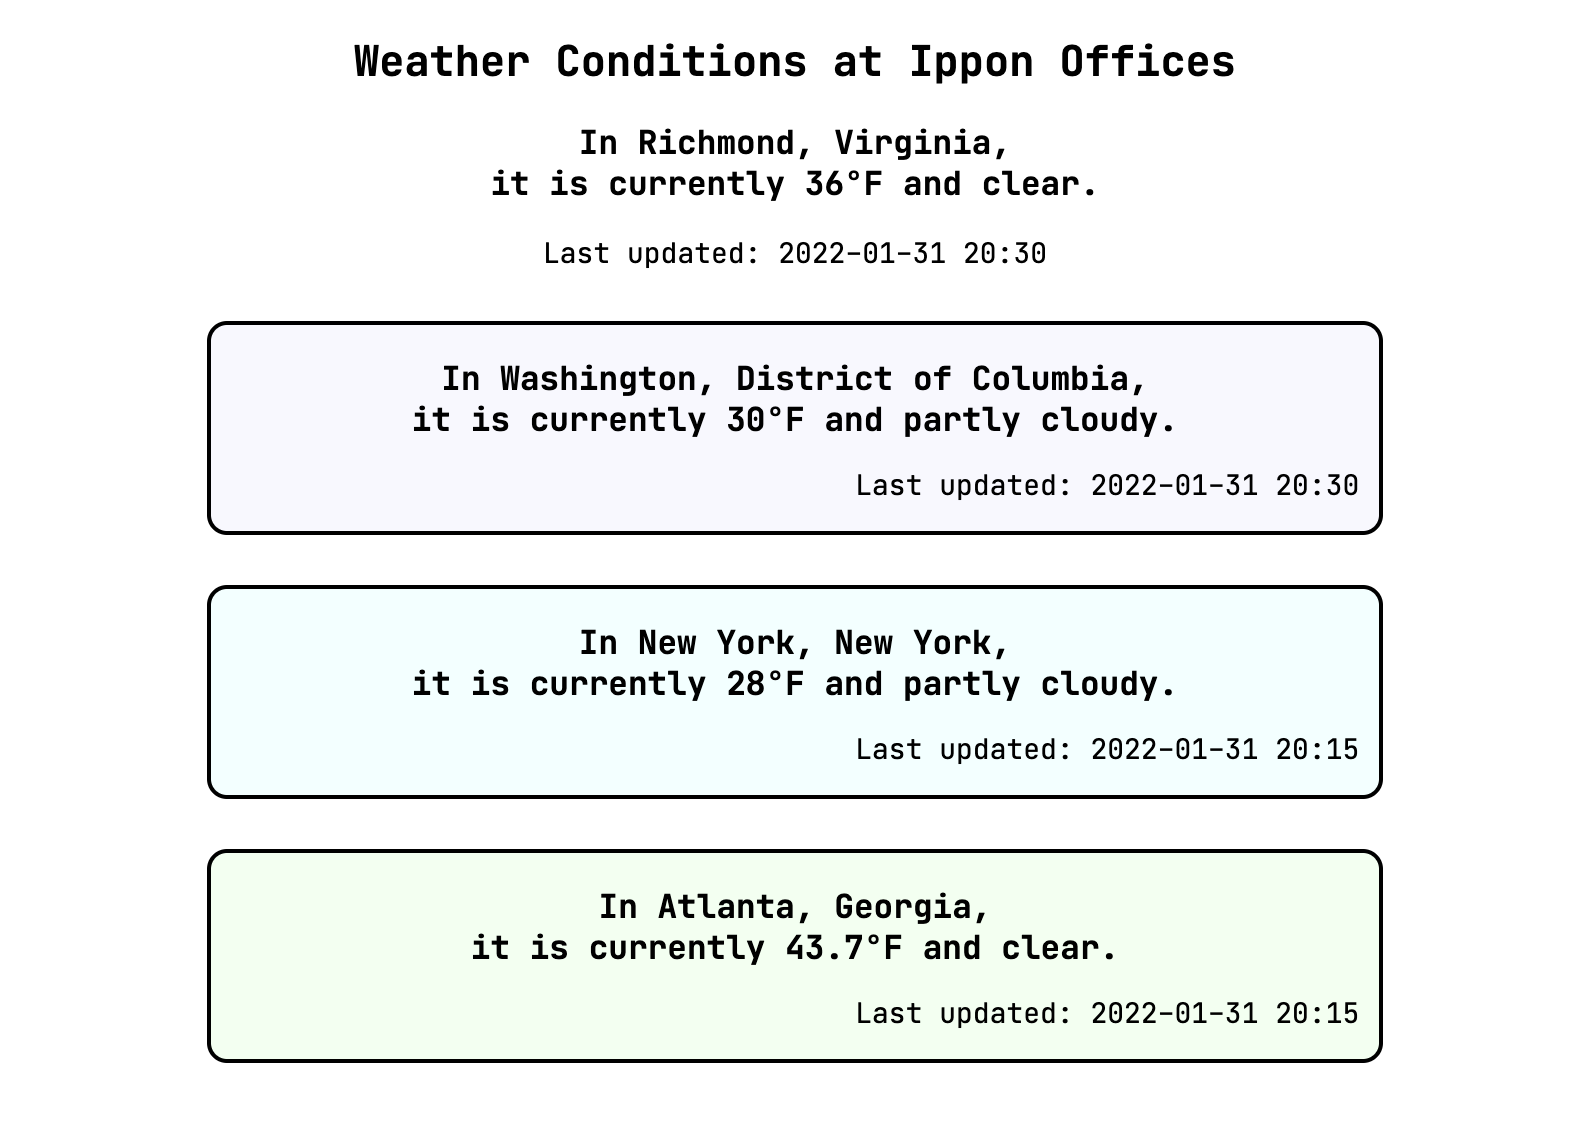 Weather Conditions at Ippon Offices
In Richmond, Virginia,
it is currently 36°F and clear.
Last updated: 2022-01-31 20:30
In Washington, District of Columbia,
it is currently 30°F and partly cloudy.
Last updated: 2022-01-31 20:30
In New York, New York,
it is currently 28°F and partly cloudy.
Last updated: 2022-01-31 20:15
In Atlanta, Georgia,
it is currently 43.7°F and clear.
Last updated: 2022-01-31 20:15